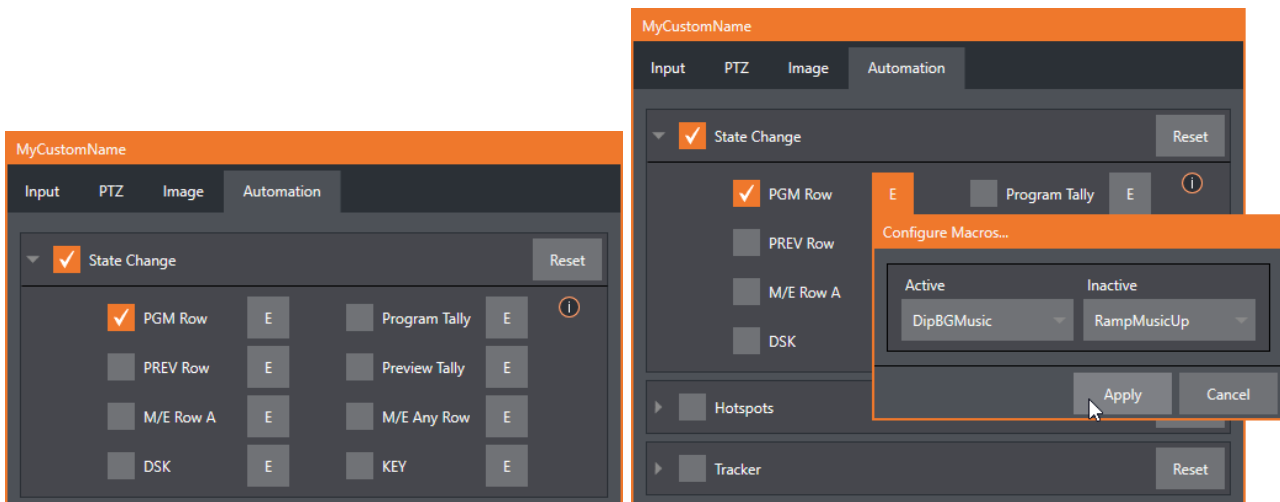 MyCustomName
Input PTZ Image Automation
State Change Reset
PGM Row E Program Tally E
PREV Row E Preview Tally E
M/E Row A E M/E Any Row E
DSK E KEY E
MyCustomName
Input PTZ Image Automation
State Change Reset
PGM Row E Program Tally E
PREV Row
M/E Row A
DSK
Configure Macros...
Active Inactive
DipBGMusic RampMusicUp
Apply Cancel
Hotspots
Tracker Reset